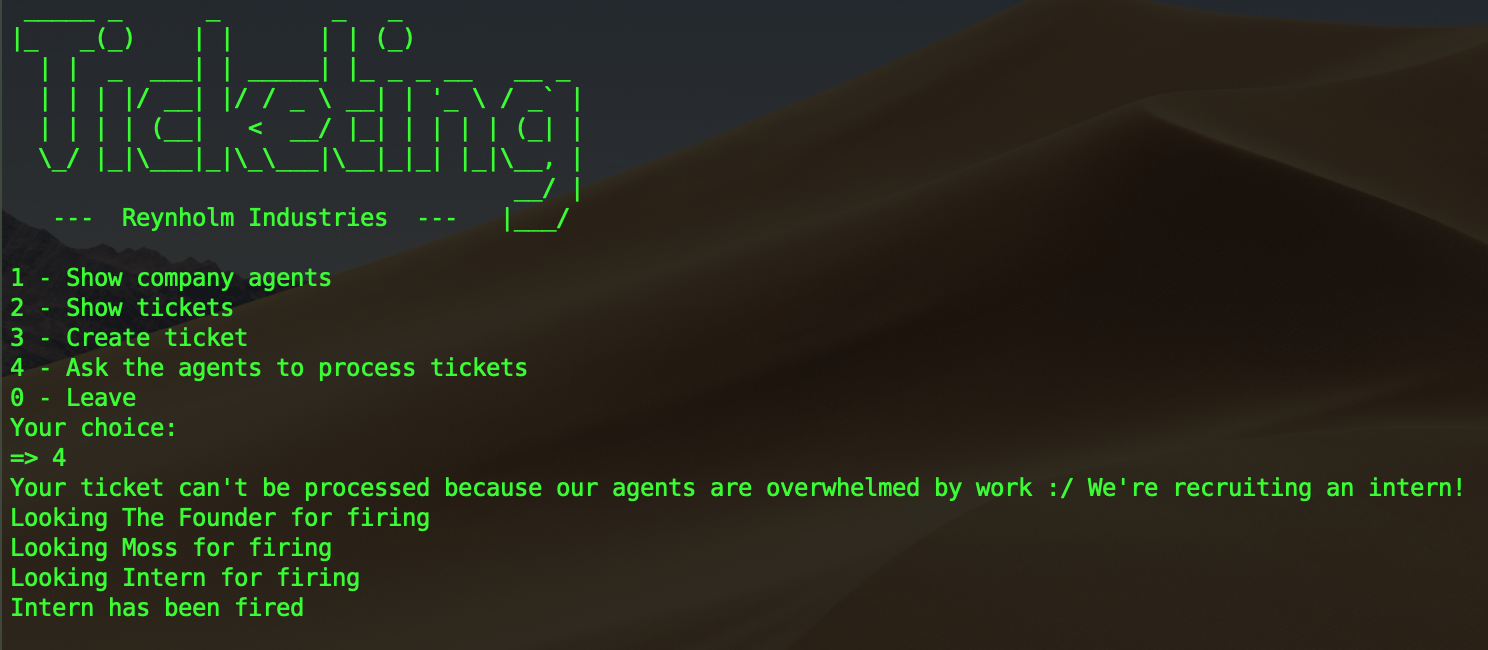 Ticketing
--- Reynholm Industries ---
1 - Show company agents
2 - Show tickets
3 - Create ticket
4 - Ask the agents to process tickets
0 - Leave
Your choice:
=> 4
Your ticket can't be processed because our agents are overwhelmed by work :/ We're recruiting an intern!
Looking The Founder for firing
Looking Moss for firing
Looking Intern for firing
Intern has been fired